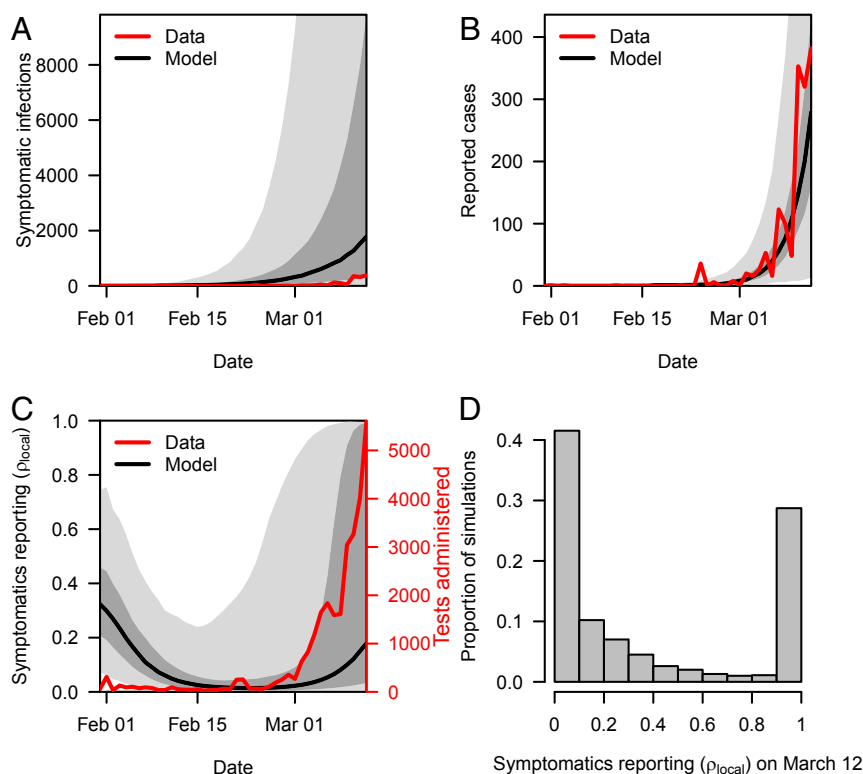 A
Data
Model
Symptomatic infections
8000
6000
4000
2000
0
Feb 01
Feb 15
Mar 01
Date
B
Data
Model
Reported cases
400
300
200
100
0
Feb 01
Feb 15
Mar 01
Date
C
Data
Model
Symptomatics reporting (ρlocal)
1.0
0.8
0.6
0.4
0.2
0.0
Tests administered
5000
4000
3000
2000
1000
0
Feb 01
Feb 15
Mar 01
Date
D
Proportion of simulations
0.4
0.3
0.2
0.1
0.0
0
0.2
0.4
0.6
0.8
1
Symptomatics reporting (ρlocal) on March 12